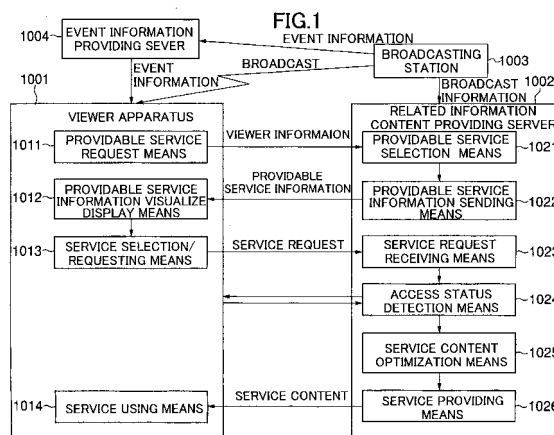 FIG.1
1004
EVENT INFORMATION
PROVIDING SEVER
EVENT
INFORMATION
BROADCASTING
STATION
1003
EVENT
INFORMATION
BROADCAST
BROADCAST
INFORMATION
1001
1002
VIEWER APPARATUS
RELATED INFORMATION
CONTENT PROVIDING SERVER
1011
PROVIDABLE SERVICE
REQUEST MEANS
VIEWER INFORMAION
PROVIDABLE SERVICE
SELECTION MEANS
1021
1012
PROVIDABLE SERVICE
INFORMATION VISUALIZE
DISPLAY MEANS
PROVIDABLE
SERVICE INFORMATION
PROVIDABLE SERVICE
INFORMATION SENDING
MEANS
1022
1013
SERVICE SELECTION/
REQUESTING MEANS
SERVICE REQUEST
SERVICE REQUEST
RECEIVING MEANS
1023
ACCESS STATUS
DETECTION MEANS
1024
SERVICE CONTENT
OPTIMIZATION MEANS
1025
1014
SERVICE USING MEANS
SERVICE CONTENT
SERVICE PROVIDING
MEANS
1026